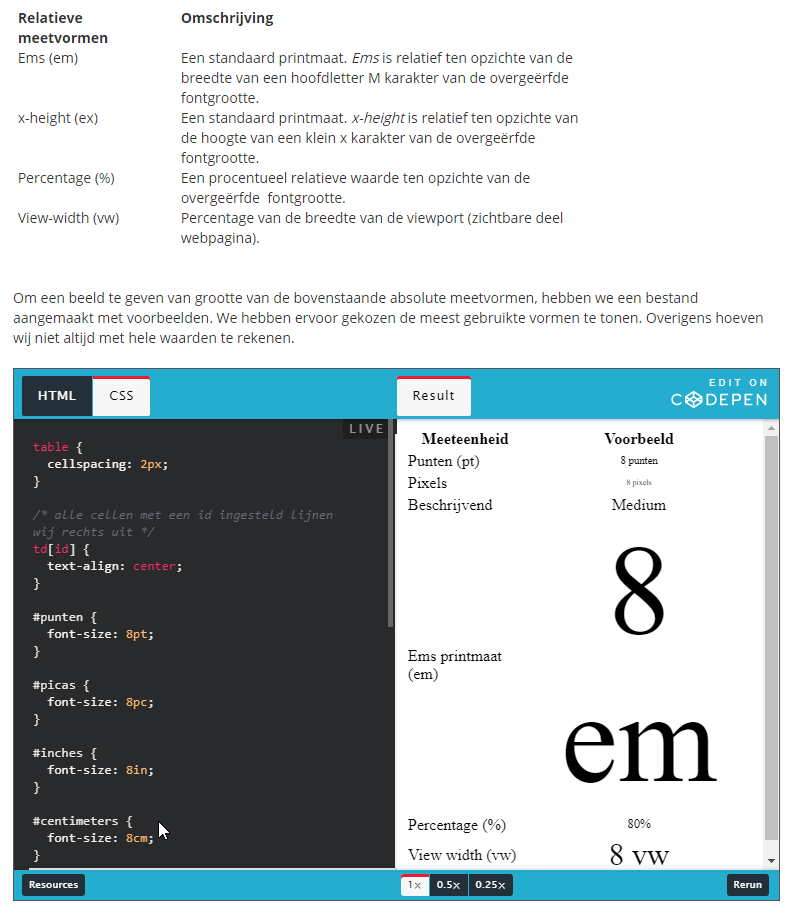 Relatieve meetvormen Omschrijving
Ems (em) Een standaard printmaat. Ems is relatief ten opzichte van de
breedte van een hoofdletter M karakter van de overgeërfde
fontgrootte.
x-height (ex) Een standaard printmaat. x-height is relatief ten opzichte van
de hoogte van een klein x karakter van de overgeërfde
fontgrootte.
Percentage (%) Een procentueel relatieve waarde ten opzichte van de
overgeërfde fontgrootte.
View-width (vw) Percentage van de breedte van de viewport (zichtbare deel
webpagina).
Om een beeld te geven van grootte van de bovenstaande absolute meetvormen, hebben we een bestand
aangemaakt met voorbeelden. We hebben ervoor gekozen de meest gebruikte vormen te tonen. Overigens hoeven
wij niet altijd met hele waarden te rekenen.
HTML CSS Result
EDIT ON
CODEPEN
LIVE
table {
cellspacing: 2px;
}
/* alle cellen met een id ingesteld lijnen
wij rechts uit */
td[id] {
text-align: center;
}
#punten {
font-size: 8pt;
}
#picas {
font-size: 8pc;
}
#inches {
font-size: 8in;
}
#centimeters {
font-size: 8cm;
}
Meeteenheid Voorbeeld
Punten (pt) 8 punten
Pixels 8 pixels
Beschrijvend Medium
Ems printmaat
(em)
8
em
Percentage (%) 80%
View width (vw) 8 vw
Resources 1x 0.5x 0.25x Rerun